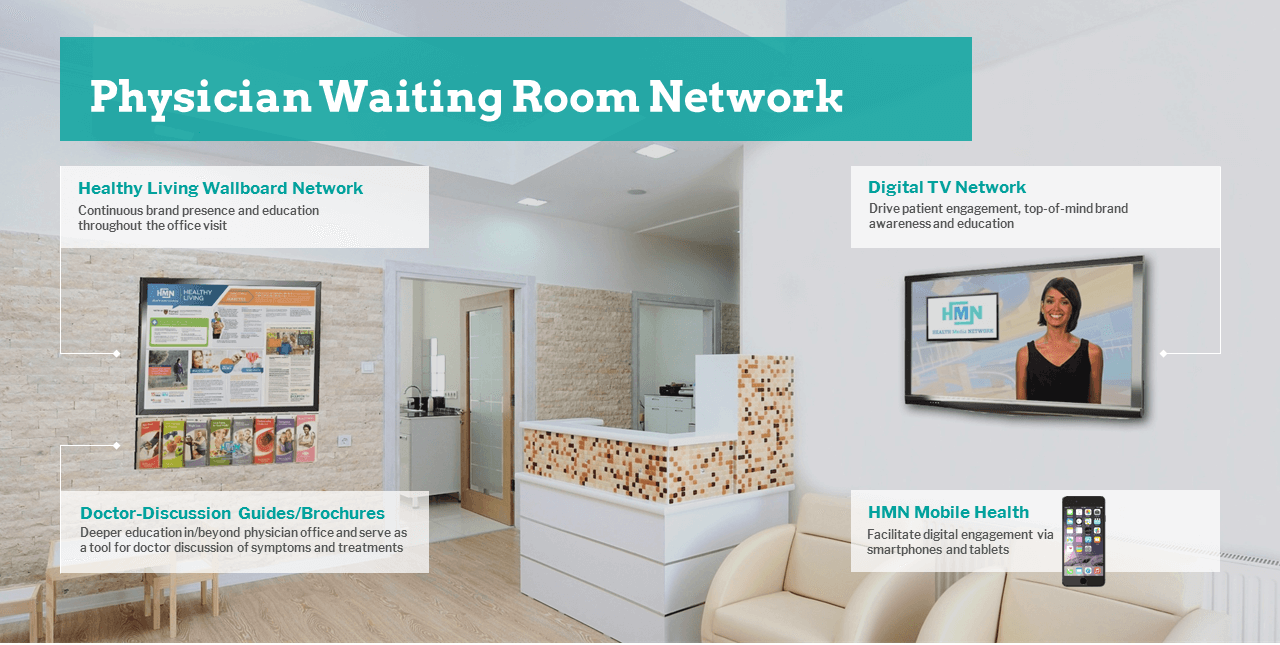 Physician Waiting Room Network
Healthy Living Wallboard Network
Continuous brand presence and education
throughout the office visit
Digital TV Network
Drive patient engagement, top-of-mind brand
awareness and education
HMN
HEALTHY
LIVING
HMN
HEALTH Media NETWORK
Doctor-Discussion Guides/Brochures
Deeper education in/beyond physician office and serve as
a tool for doctor discussion of symptoms and treatments
HMN Mobile Health
Facilitate digital engagement via
smartphones and tablets